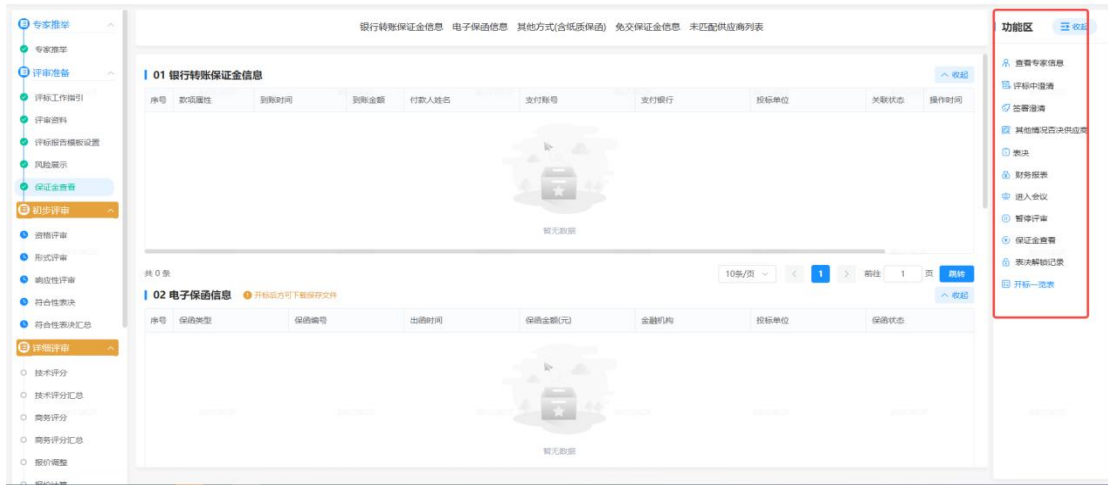 专家推举
专家推举
评审准备
评标工作指引
评审资料
评标报告模板设置
风险展示
保证金查看
初步评审
资格评审
形式评审
响应性评审
符合性表决
符合性表决汇总
详细评审
技术评分
技术评分汇总
商务评分
商务评分汇总
报价调整
银行转账保证金信息 电子保函信息 其他方式(含纸质保函) 免交保证金信息 未匹配供应商列表
01 银行转账保证金信息
收起
序号 款项属性 到账时间 到账金额 付款人姓名 支付账号 支付银行 投标单位 关联状态 操作时间
暂无数据
共 0 条 10条/页 1 前往 1 页 跳转
02 电子保函信息 开标后方可下载保存文件
收起
序号 保函类型 保函编号 出函时间 保函金额(元) 金融机构 投标单位 保函状态
暂无数据
功能区 收起
查看专家信息
评标中澄清
签署澄清
其他情况否决供应商
表决
财务报表
进入会议
暂停评审
保证金查看
表决解锁记录
开标一览表